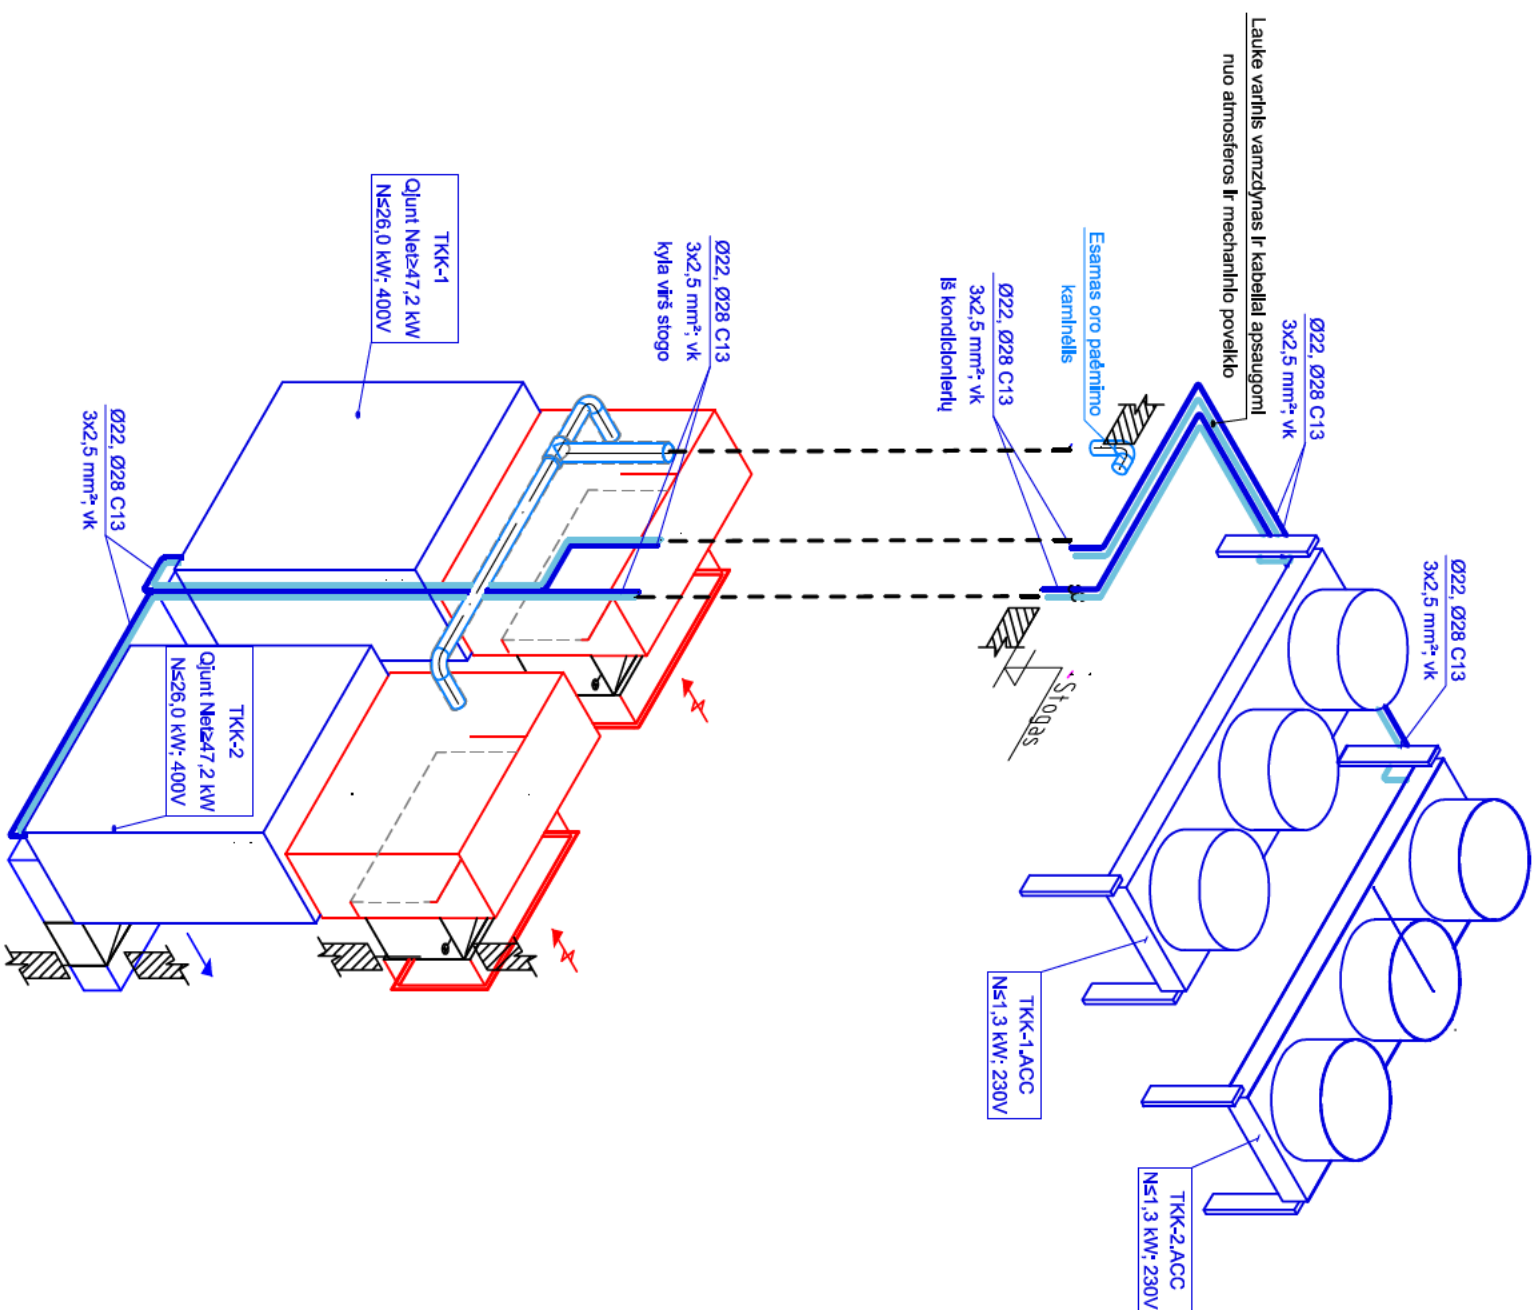 Lauke varinis vamzdynas ir kabeliai apsaugomi
nuo atmosferos ir mechaninio poveikio
Ø22, Ø28 C13
3x2,5 mm²; vk
Ø22, Ø28 C13
3x2,5 mm²; vk
Esamas oro paėmimo
kaminėlis
Ø22, Ø28 C13
3x2,5 mm²; vk
Iš kondicionierių
Ø22, Ø28 C13
3x2,5 mm²; vk
kyla virš stogo
TKK-1
Qjunt Net≥47,2 kW
N≤26,0 kW; 400V
Ø22, Ø28 C13
3x2,5 mm²; vk
TKK-2
Qjunt Net≥47,2 kW
N≤26,0 kW; 400V
Stogas
TKK-1.ACC
N≤1,3 kW; 230V
TKK-2.ACC
N≤1,3 kW; 230V